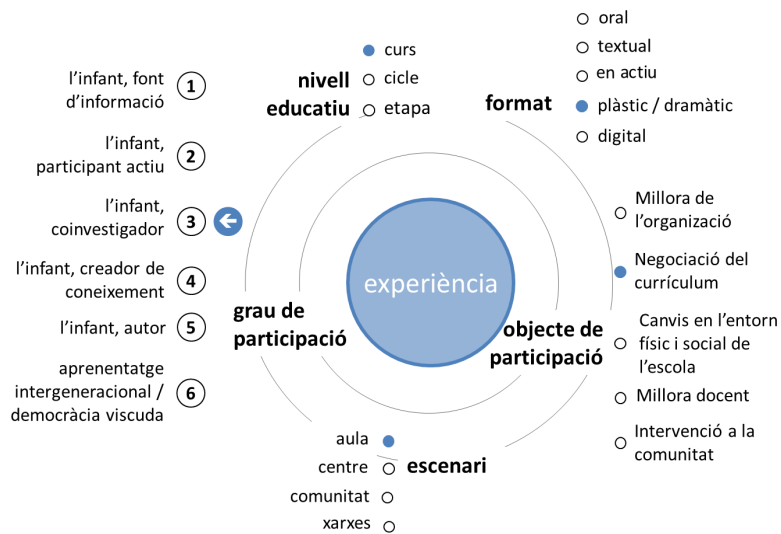 curs
cicle
etapa
nivell
educatiu
oral
textual
en actiu
plàstic / dramàtic
digital
format
l’infant, font
d’informació
1
l’infant,
participant actiu
2
l’infant,
coinvestigador
3
l’infant, creador de
coneixement
4
l’infant, autor
5
aprenentatge
intergeneracional /
democràcia viscuda
6
grau de
participació
experiència
objecte de
participació
Millora de
l’organització
Negociació del
currículum
Canvis en l’entorn
físic i social de
l’escola
Millora docent
Intervenció a la
comunitat
aula
centre
comunitat
xarxes
escenari